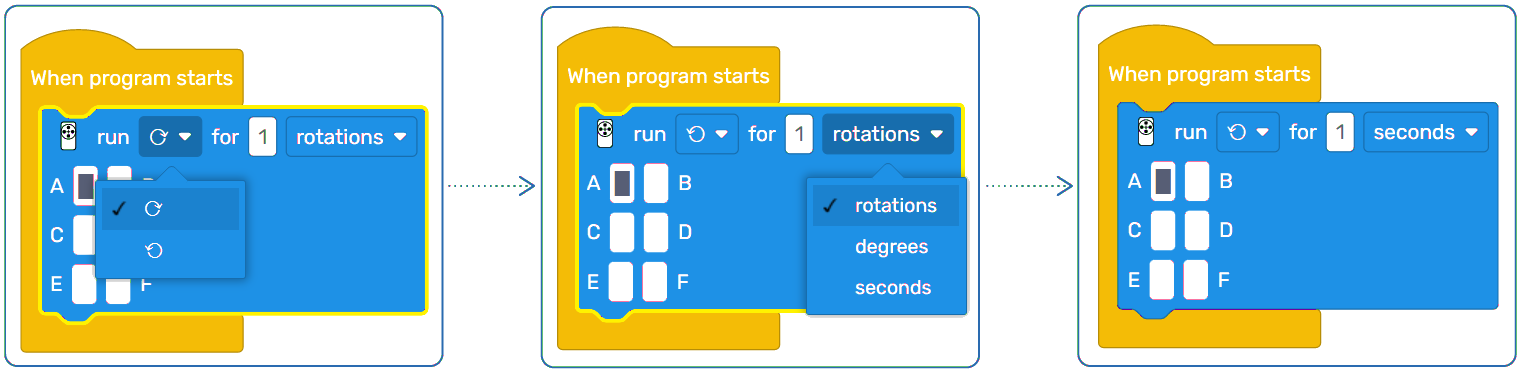 When program starts
run for 1 rotations
A
C
E F
When program starts
run for 1 rotations
A B
rotations
C D
degrees
E F
seconds
When program starts
run for 1 seconds
A B
C D
E F